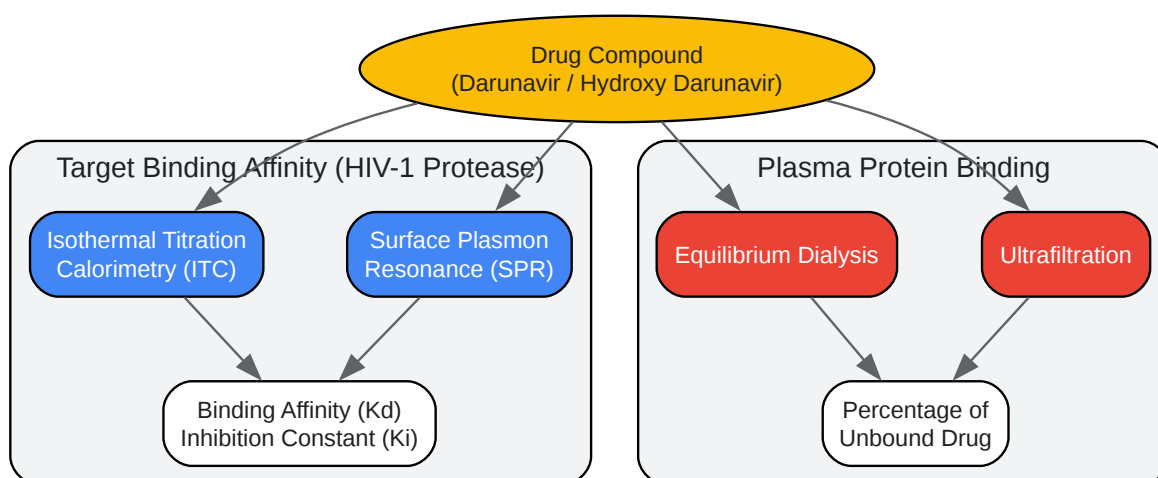 Drug Compound
(Darunavir / Hydroxy Darunavir)
Target Binding Affinity (HIV-1 Protease)
Isothermal Titration
Calorimetry (ITC)
Surface Plasmon
Resonance (SPR)
Binding Affinity (Kd)
Inhibition Constant (Ki)
Plasma Protein Binding
Equilibrium Dialysis
Ultrafiltration
Percentage of
Unbound Drug